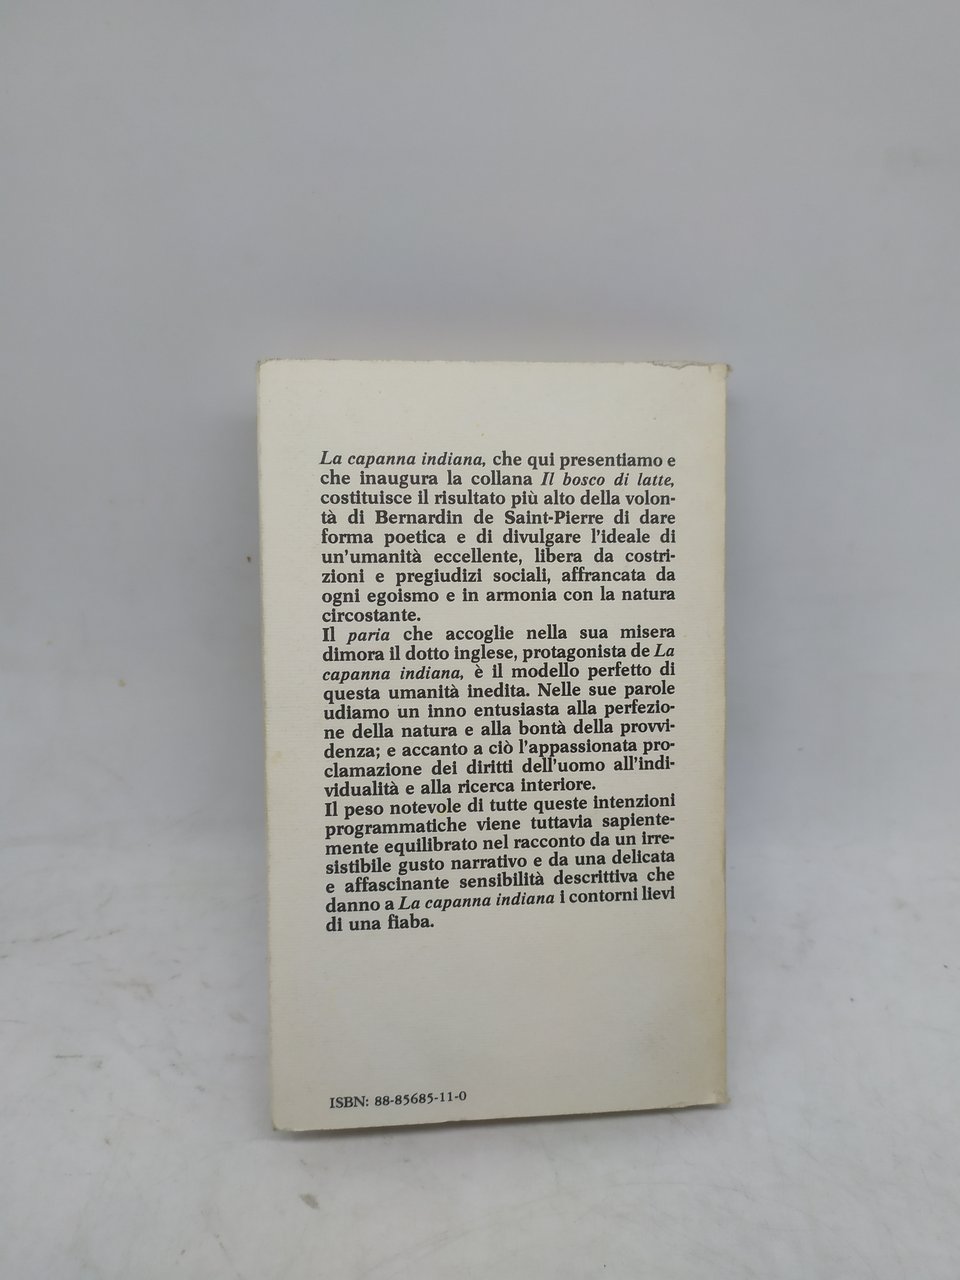 La capanna indiana, che qui presentiamo e
che inaugura la collana Il bosco di latte,
costituisce il risultato più alto della volon-
tà di Bernardin de Saint-Pierre di dare
forma poetica e di divulgare l'ideale di
un'umanità eccellente, libera da costri-
zioni e pregiudizi sociali, affrancata da
ogni egoismo e in armonia con la natura
circostante.
Il paria che accoglie nella sua misera
dimora il dotto inglese, protagonista de La
capanna indiana, è il modello perfetto di
questa umanità inedita. Nelle sue parole
udiamo un inno entusiasta alla perfezio-
ne della natura e alla bontà della provvi-
denza; e accanto a ciò l'appassionata pro-
clamazione dei diritti dell'uomo all'indi-
vidualità e alla ricerca interiore.
Il peso notevole di tutte queste intenzioni
programmatiche viene tuttavia sapiente-
mente equilibrato nel racconto da un irre-
sistibile gusto narrativo e da una delicata
e affascinante sensibilità descrittiva che
danno a La capanna indiana i contorni lievi
di una fiaba.
ISBN: 88-85685-11-0